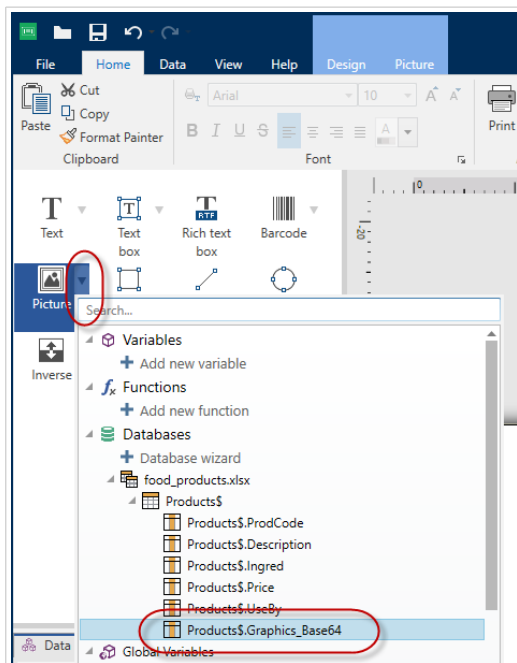 File Home Data View Help Design Picture
Paste
Cut
Copy
Format Painter
Clipboard
Arial 10 A A
B I U S A
Font
Print
Text Text box Rich text box Barcode
0
-20
Picture
Search...
Inverse
Variables
Add new variable
Functions
Add new function
Databases
Database wizard
food_products.xlsx
Products$
Products$.ProdCode
Products$.Description
Products$.Ingred
Products$.Price
Products$.UseBy
Products$.Graphics_Base64
Data
Global Variables